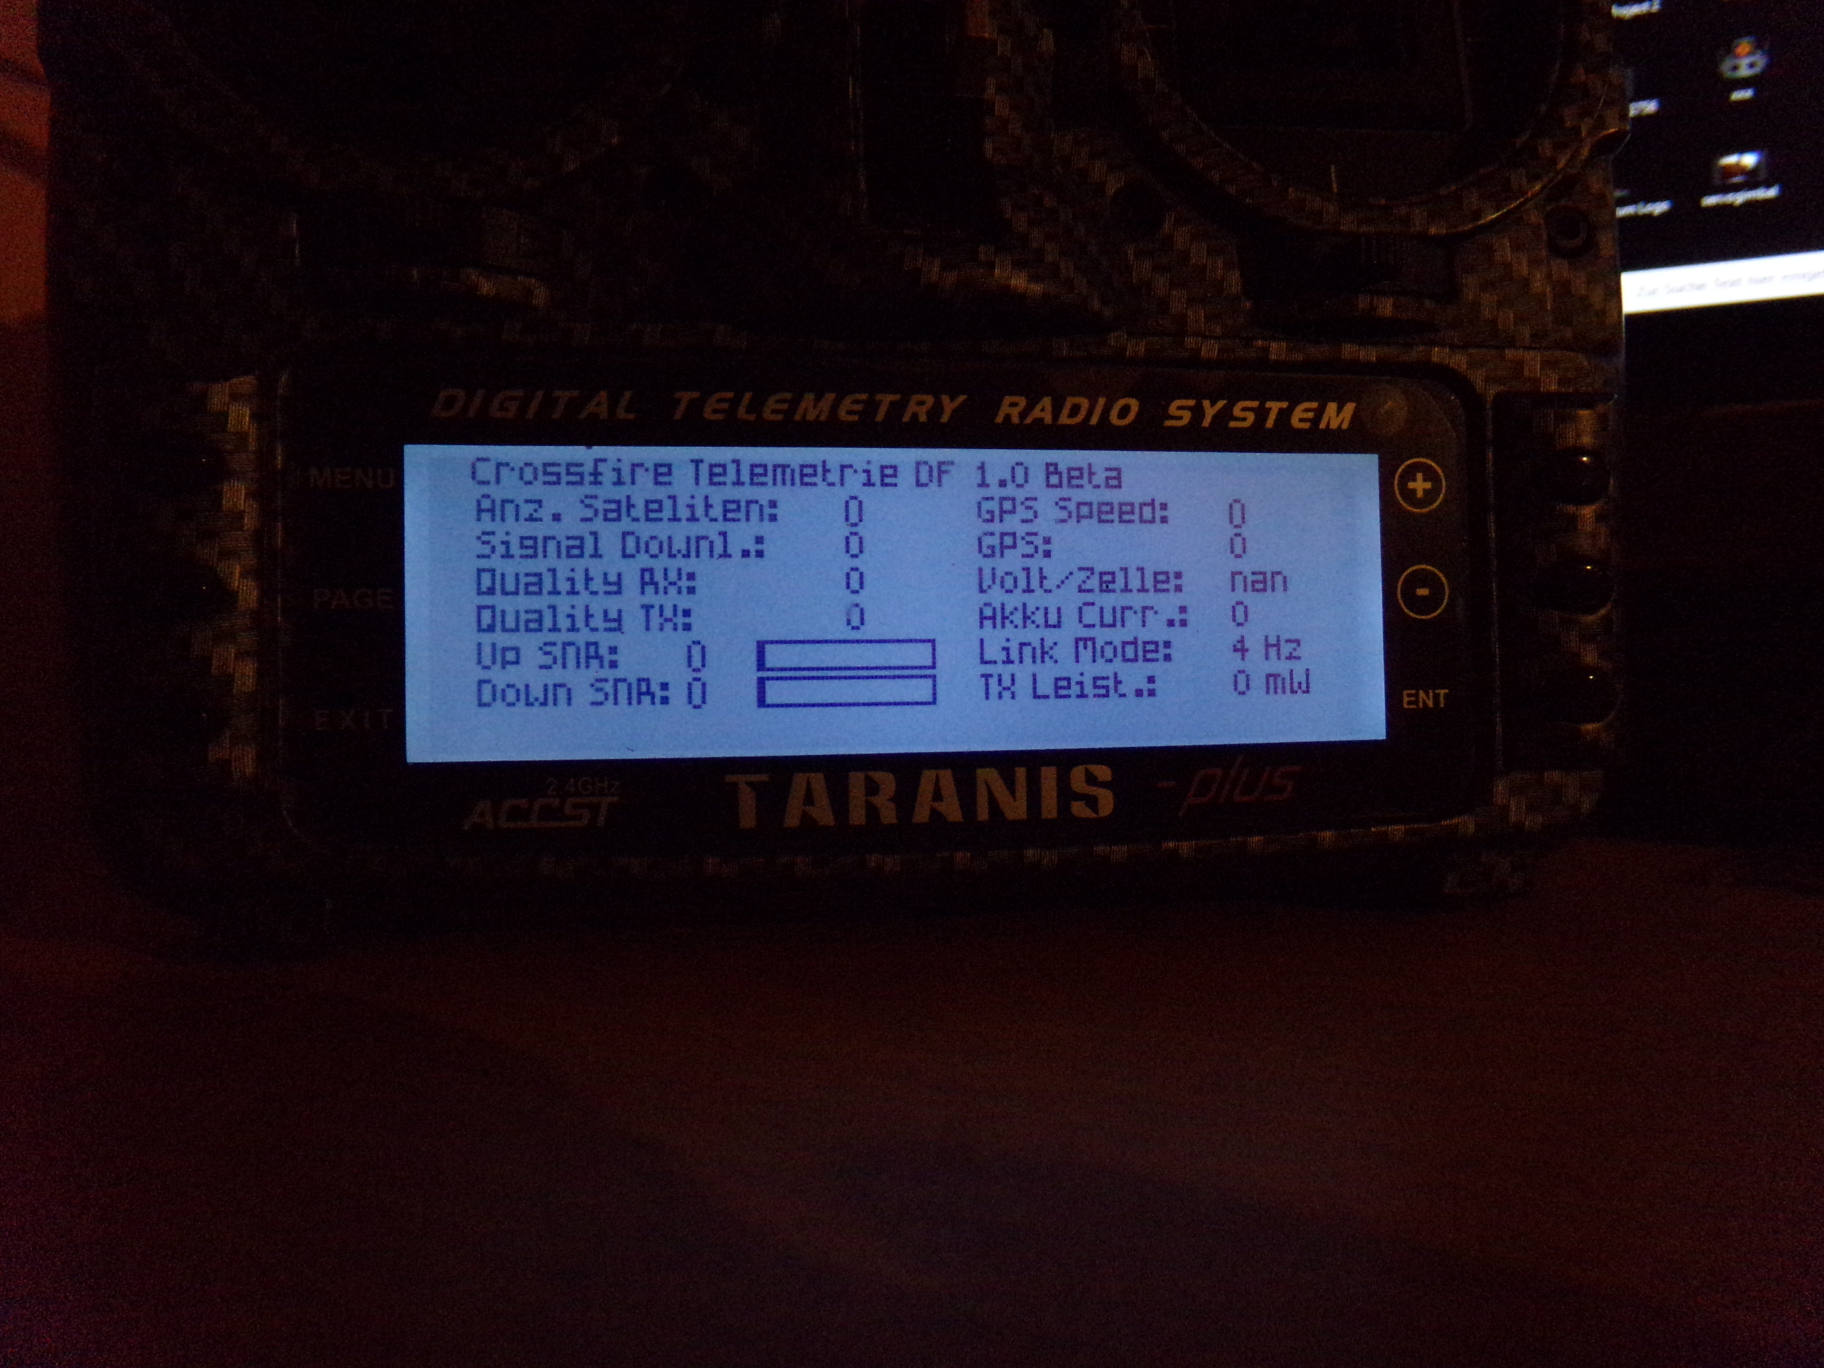 DIGITAL TELEMETRY RADIO SYSTEM
MENU
PAGE
EXIT
Crossfire Telemetrie DF 1.0 Beta
Anz. Sateliten: 0
Signal Downl.: 0
Quality RX: 0
Quality TX: 0
Up SNR: 0
Down SNR: 0
GPS Speed: 0
GPS: 0
Volt/Zelle: nan
Akku Curr.: 0
Link Mode: 4 Hz
TX Leist.: 0 mW
+
-
ENT
2.4GHz
ACCST
TARANIS -plus